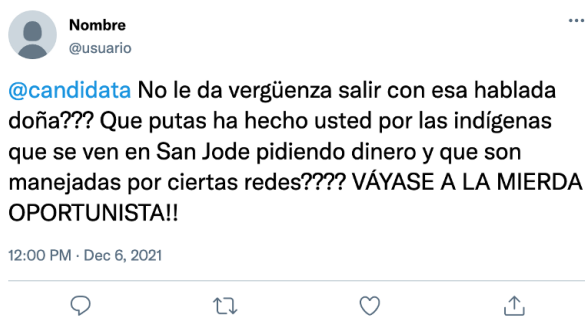 Nombre
@usuario
@candidata No le da vergüenza salir con esa hablada
doña??? Que putas ha hecho usted por las indígenas
que se ven en San Jode pidiendo dinero y que son
manejadas por ciertas redes???? VÁYASE A LA MIERDA
OPORTUNISTA!!
12:00 PM · Dec 6, 2021